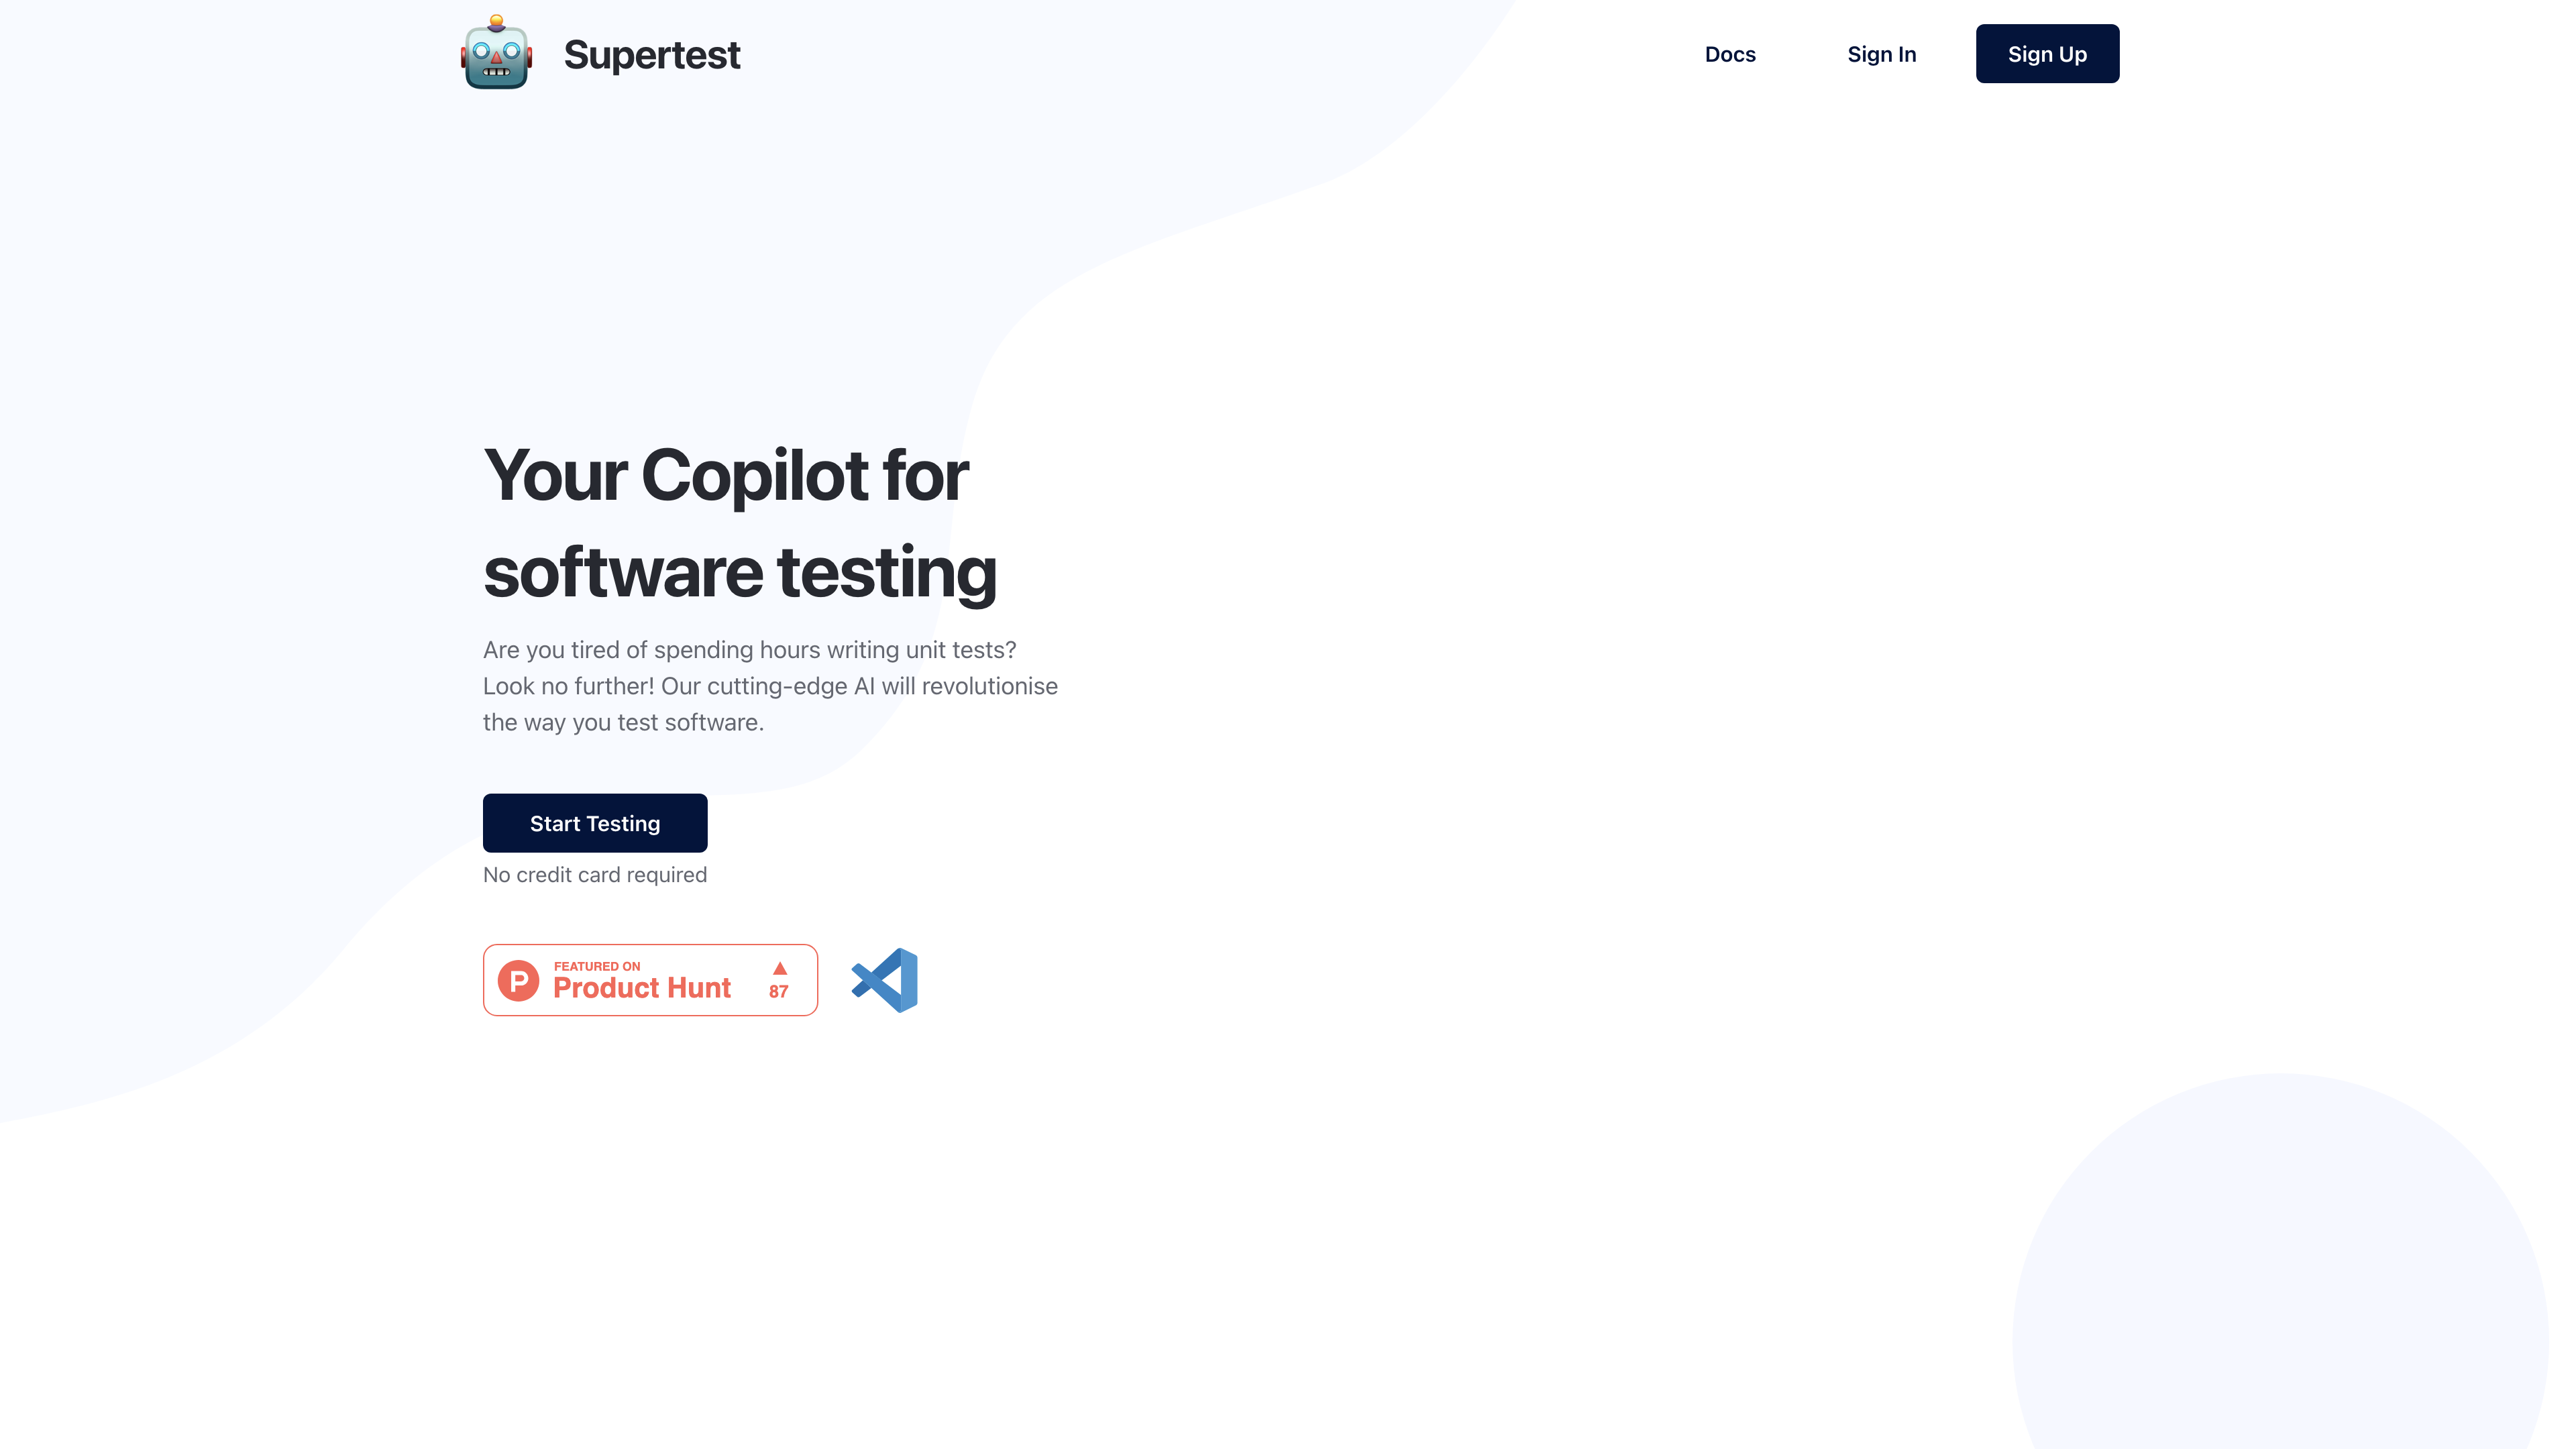 Supertest
Docs
Sign In
Sign Up
Your Copilot for
software testing
Are you tired of spending hours writing unit tests?
Look no further! Our cutting-edge AI will revolutionise
the way you test software.
Start Testing
No credit card required
P
FEATURED ON
Product Hunt
▲
87